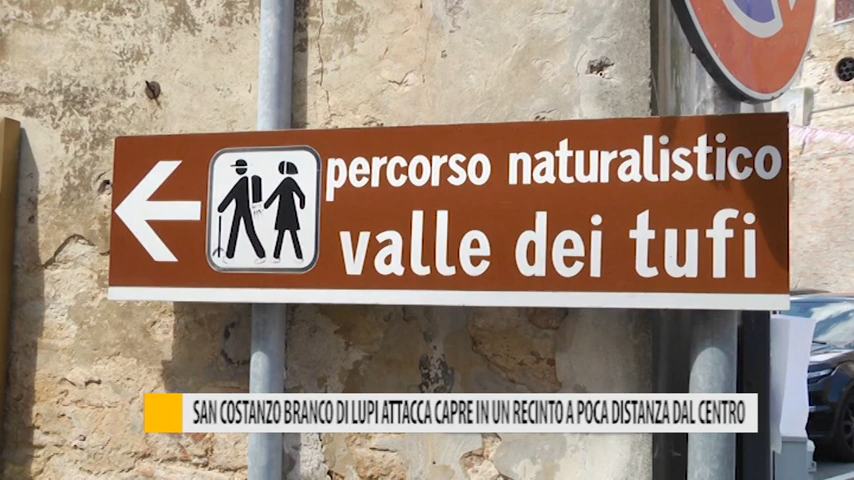 percorso naturalistico
valle dei tufi
SAN COSTANZO BRANCO DI LUPI ATTACCA CAPRE IN UN RECINTO A POCA DISTANZA DAL CENTRO